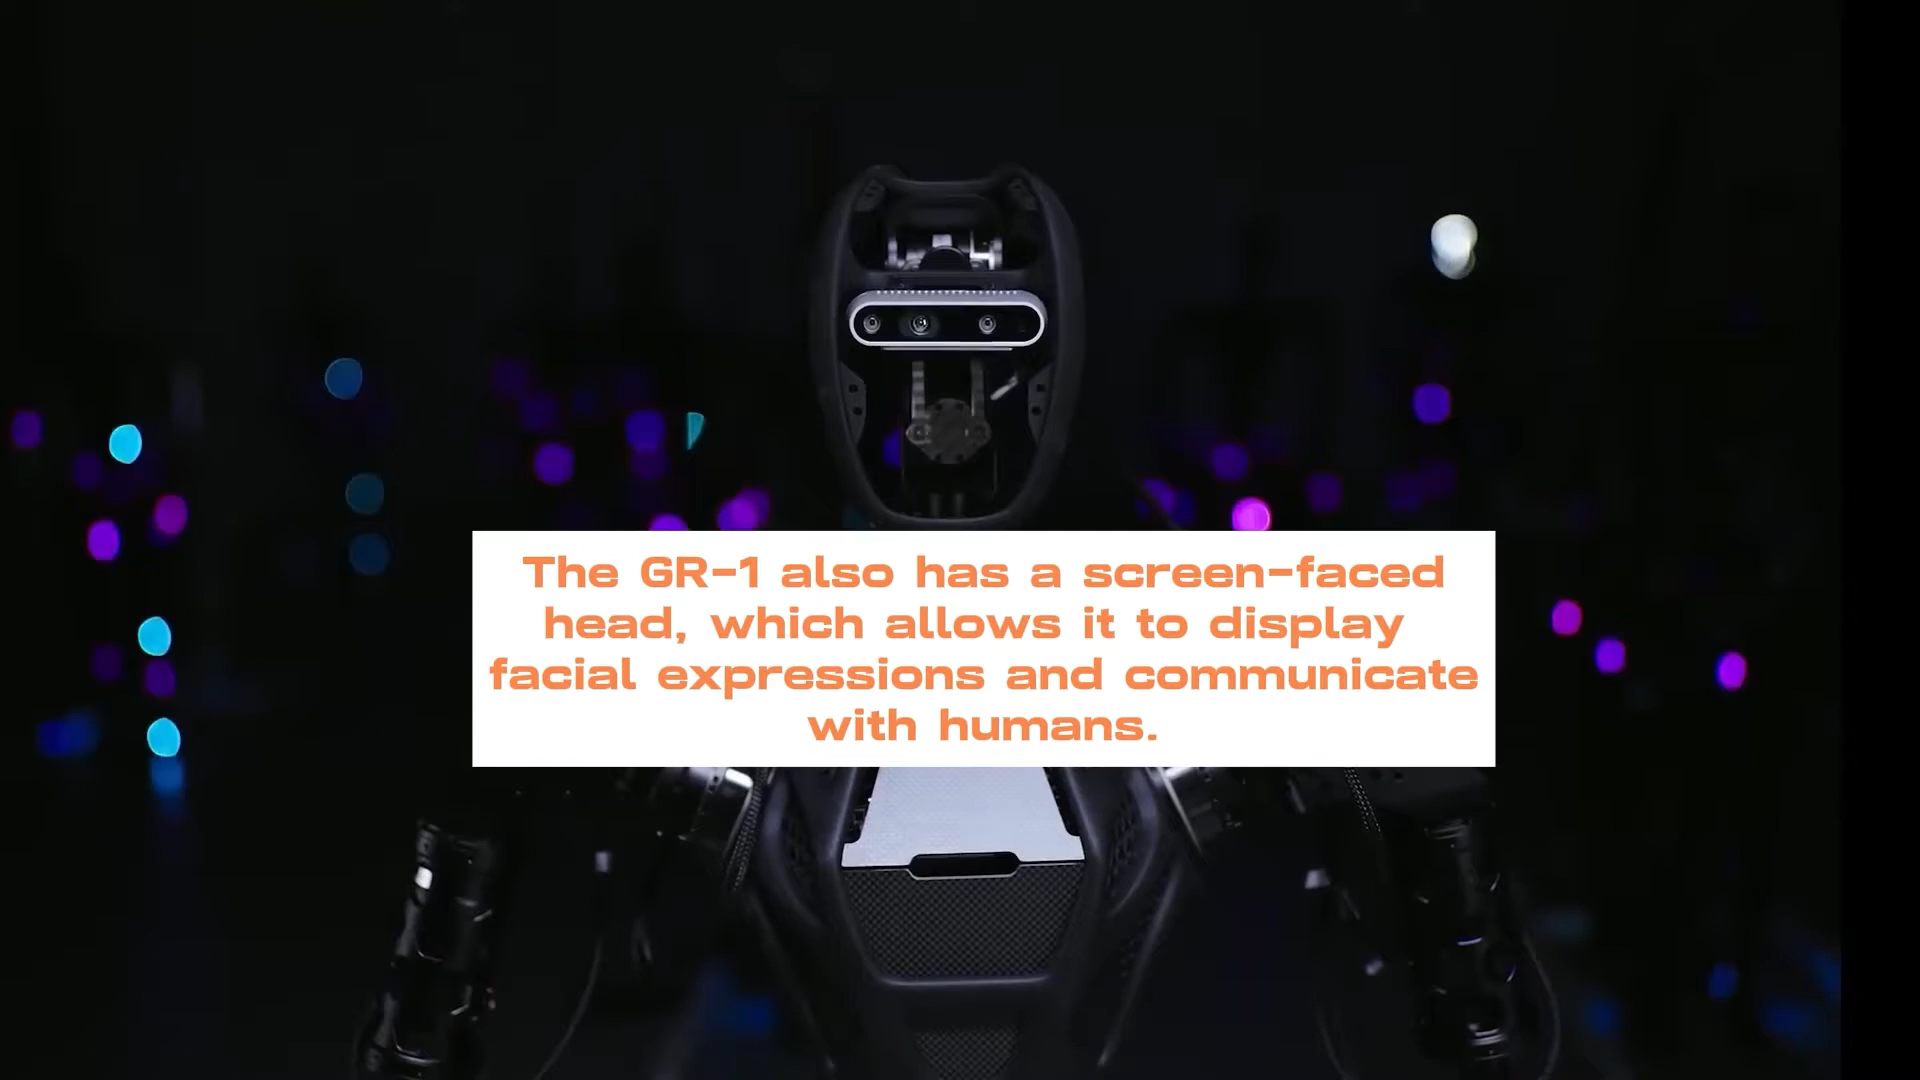 The GR-1 also has a screen-faced
head, which allows it to display
facial expressions and communicate
with humans.